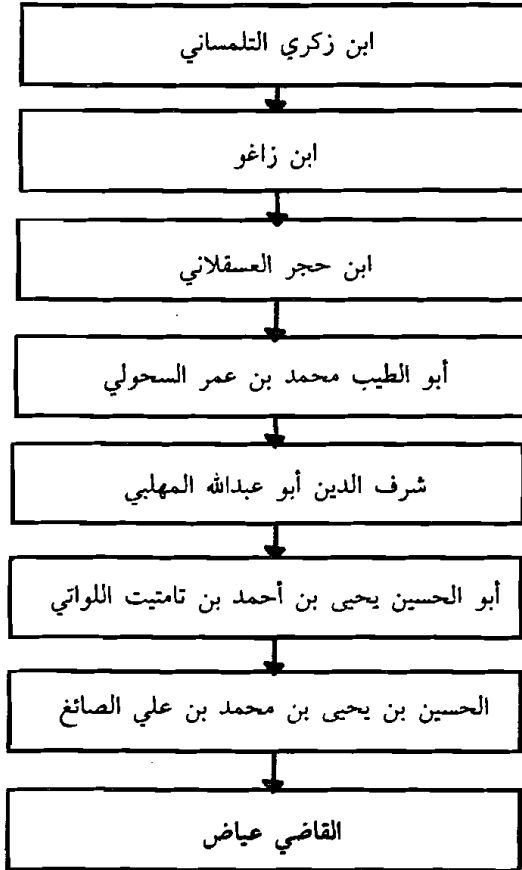 ابن زكري التلمساني
ابن زاغو
ابن حجر العسقلاني
أبو الطيب محمد بن عمر السحولي
شرف الدين أبو عبدالله المهلبي
أبو الحسين يحيى بن أحمد بن تامتيت اللواتي
الحسين بن يحيى بن محمد بن علي الصائغ
القاضي عياض